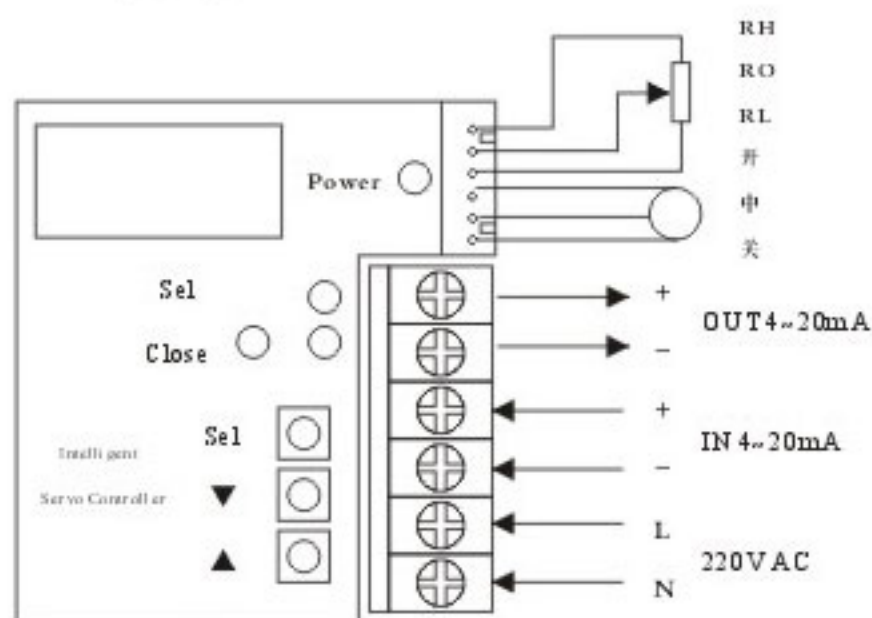 RH
RO
RL
Power
开
中
关
Sel
+
OUT4~20mA
Close
−
+
Sel
IN 4~20mA
Intelligent
−
Servo Controller
▼
L
220VAC
▲
N